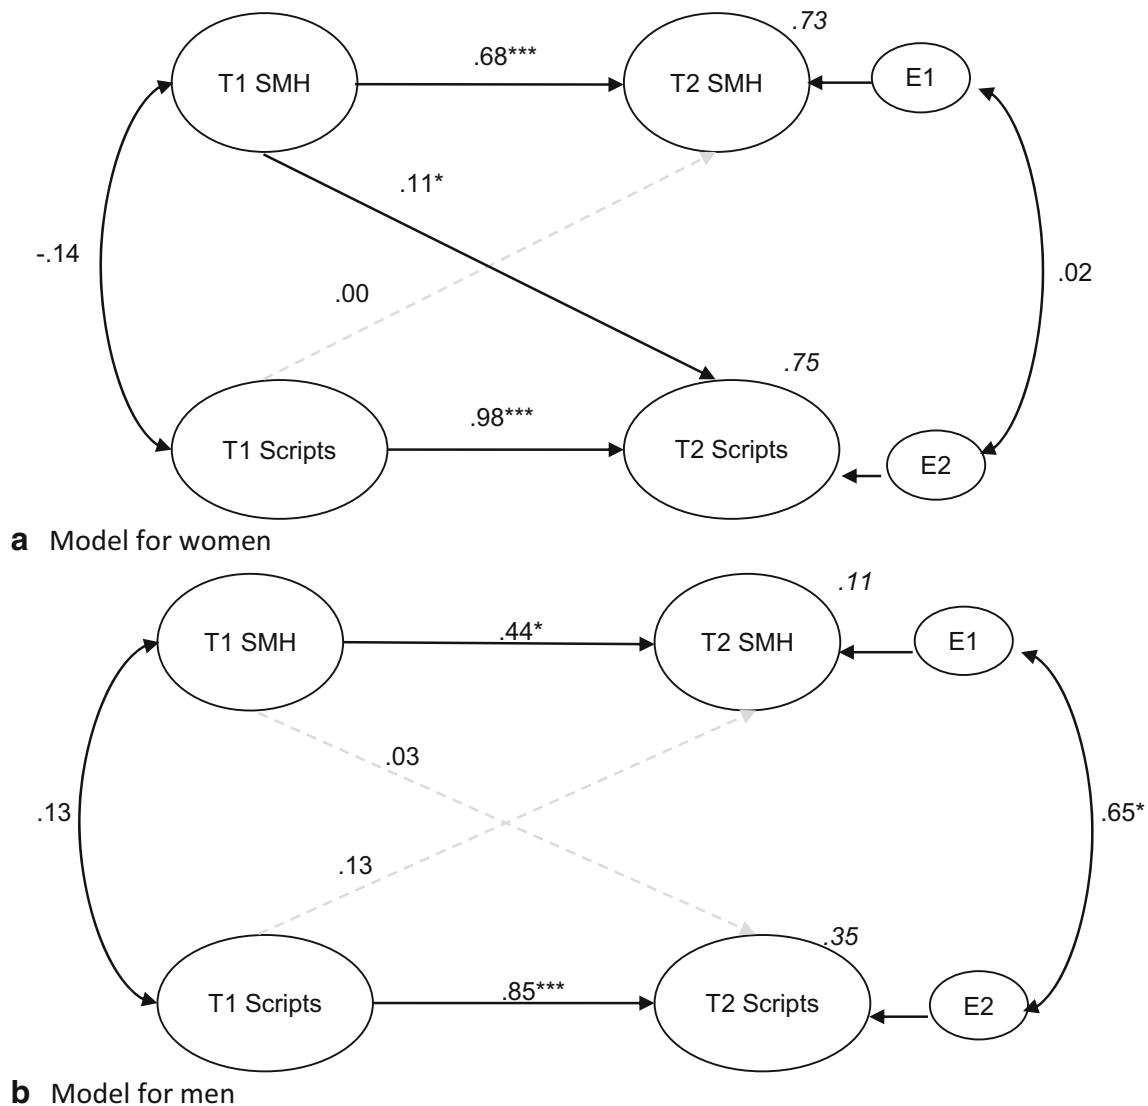 .73
.68***
T1 SMH
T2 SMH
E1
.11*
-.14
.02
.00
.75
.98***
T1 Scripts
T2 Scripts
E2
a Model for women
.11
T1 SMH
.44*
T2 SMH
E1
.03
.13
.65*
.13
.35
T1 Scripts
.85***
T2 Scripts
E2
b Model for men